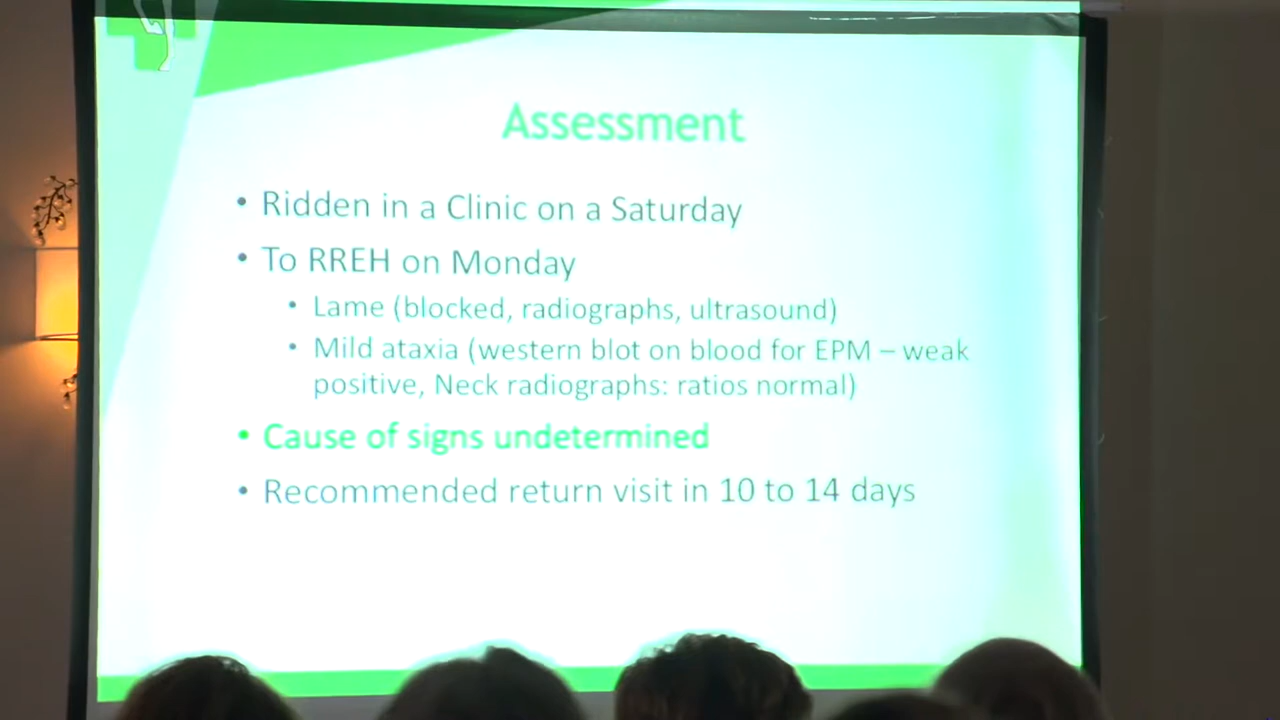 Assessment
• Ridden in a Clinic on a Saturday
• To RREH on Monday
• Lame (blocked, radiographs, ultrasound)
• Mild ataxia (western blot on blood for EPM – weak
positive, Neck radiographs: ratios normal)
• Cause of signs undetermined
• Recommended return visit in 10 to 14 days